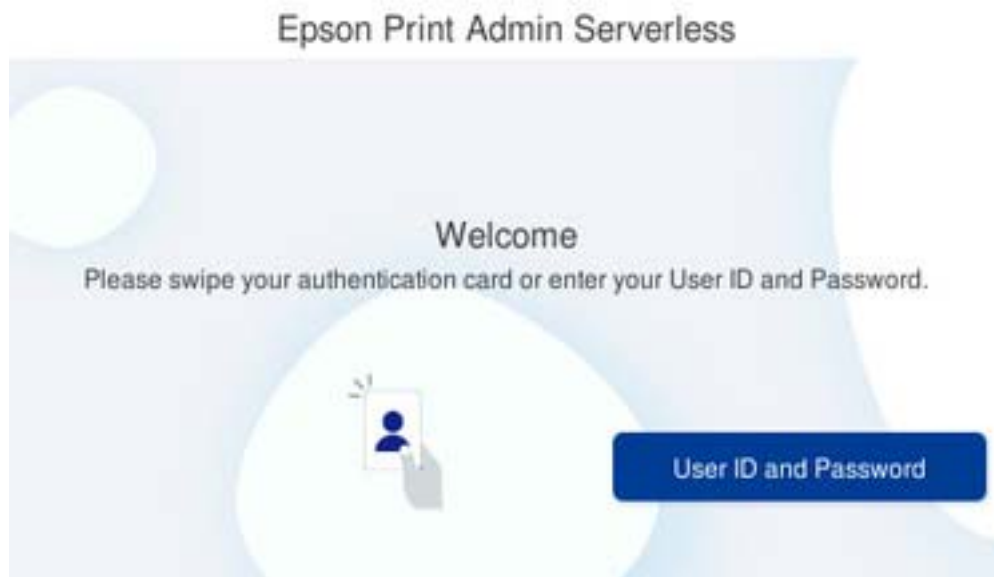 Epson Print Admin Serverless
Welcome
Please swipe your authentication card or enter your User ID and Password.
User ID and Password